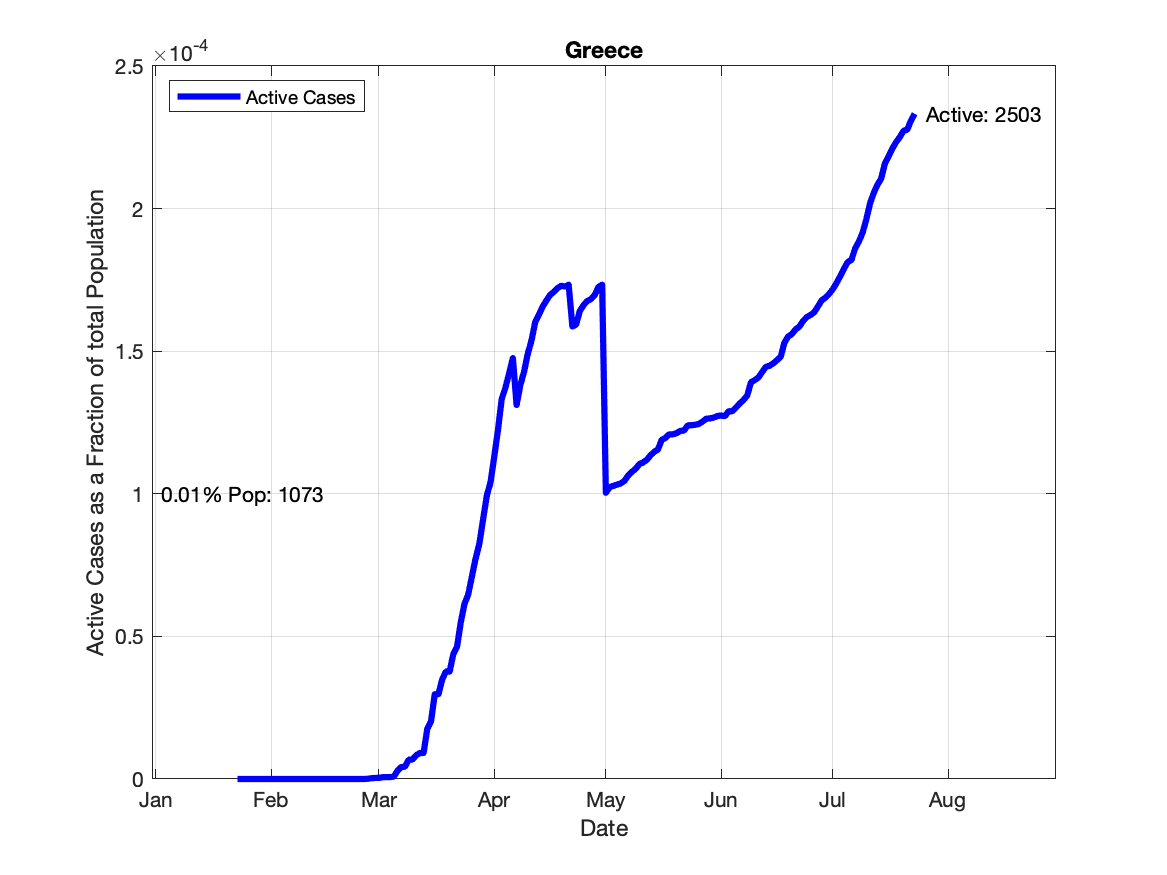 Greece
×10-4
2.5
Active Cases
Active: 2503
2
1.5
1
0.01% Pop: 1073
0.5
0
Active Cases as a Fraction of total Population
Jan Feb Mar Apr May Jun Jul Aug
Date